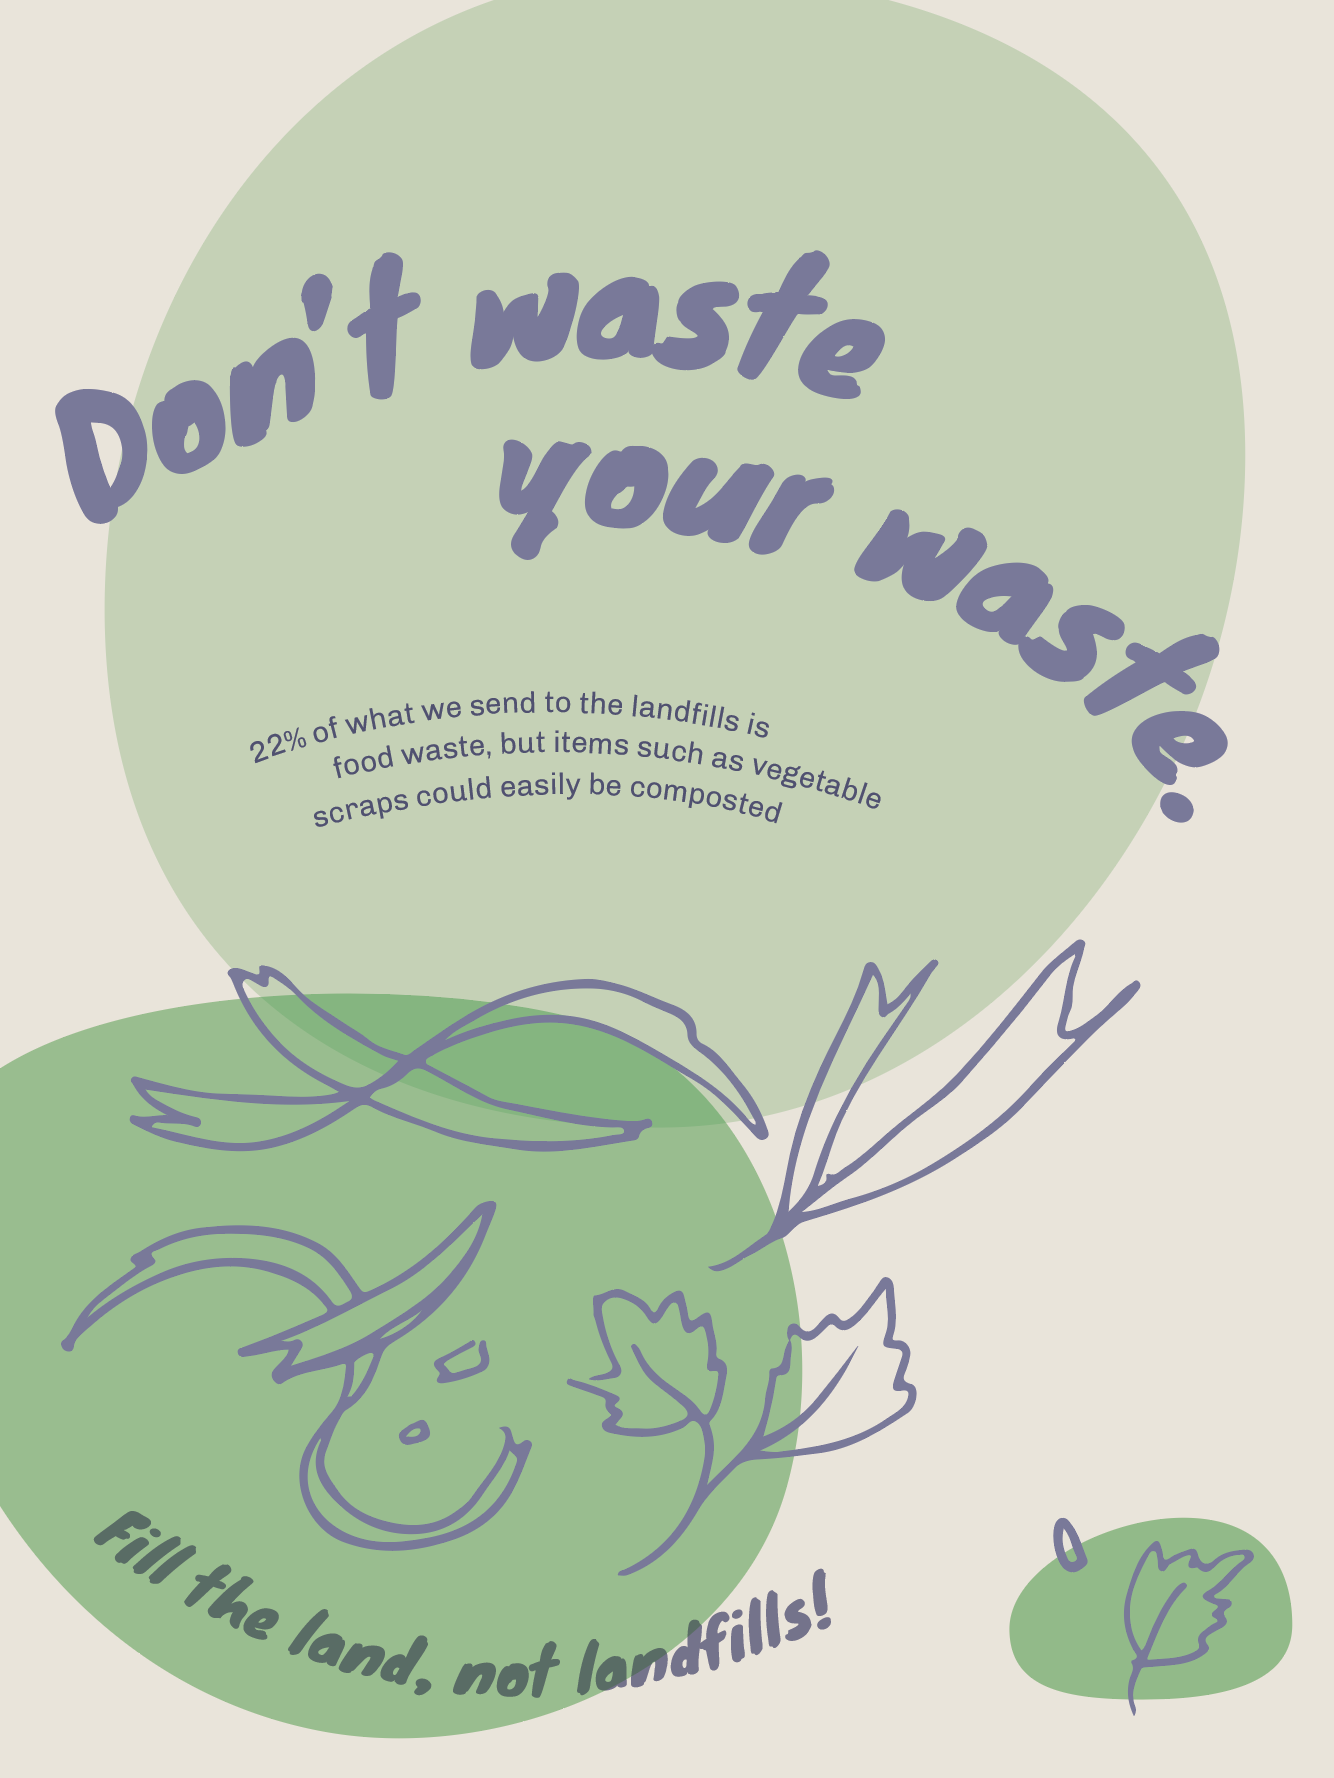 Don't waste
your waste.
22% of what we send to the landfills is
food waste, but items such as vegetable
scraps could easily be composted
Fill the land, not landfills!